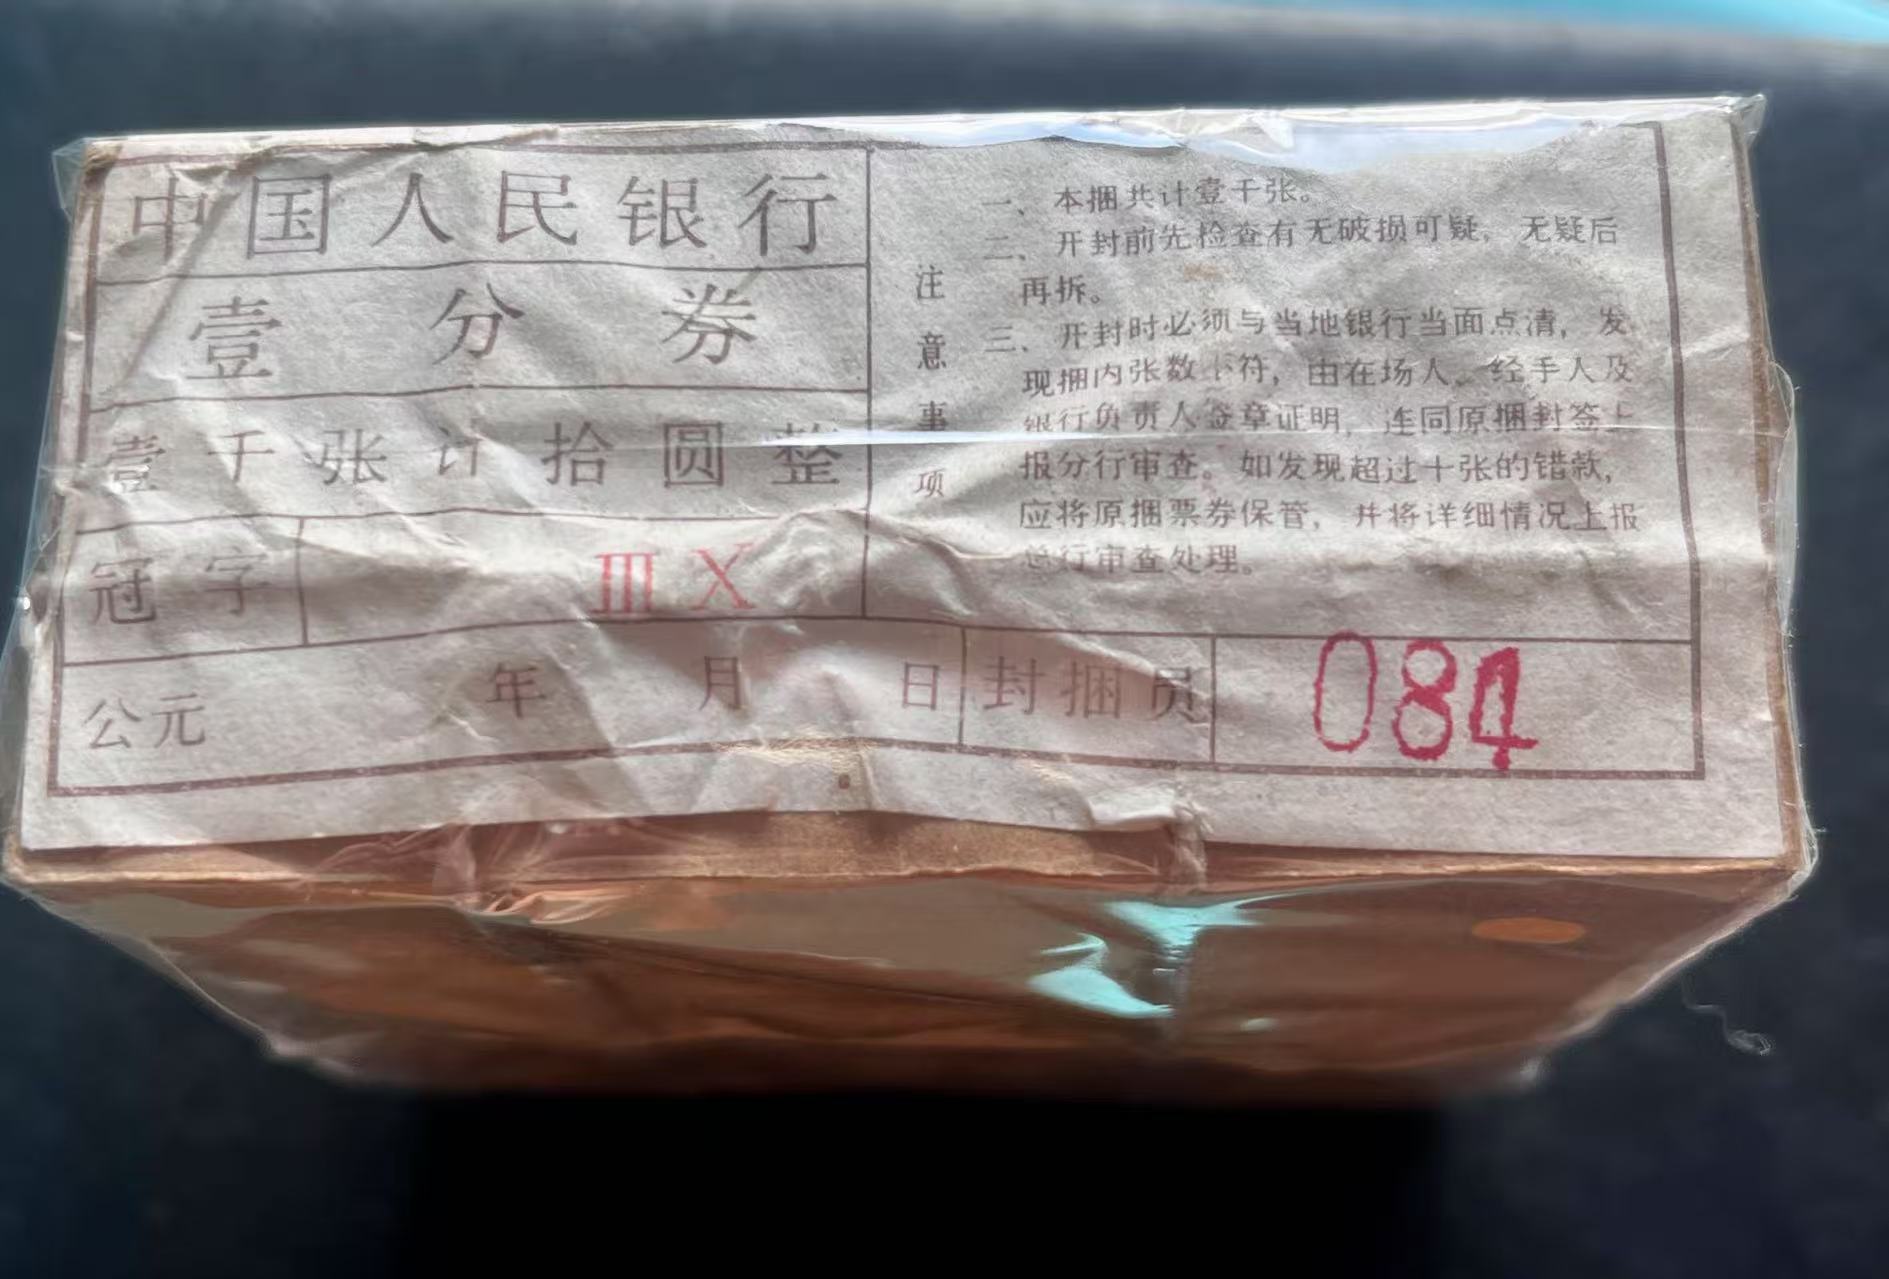 中国人民银行
壹分券
壹千张计拾圆整
冠字 ⅢⅩ
公元 年 月 日 封捆员 084
注意事项
一、本捆共计壹千张。
二、开封前先检查有无破损可疑，无疑后
再拆。
三、开封时必须与当地银行当面点清，发
现捆内张数不符，由在场人、经手人及
银行负责人签章证明，连同原捆封签上
报分行审查。如发现超过十张的错款，
应将原捆票券保管，并将详细情况上报
总行审查处理。